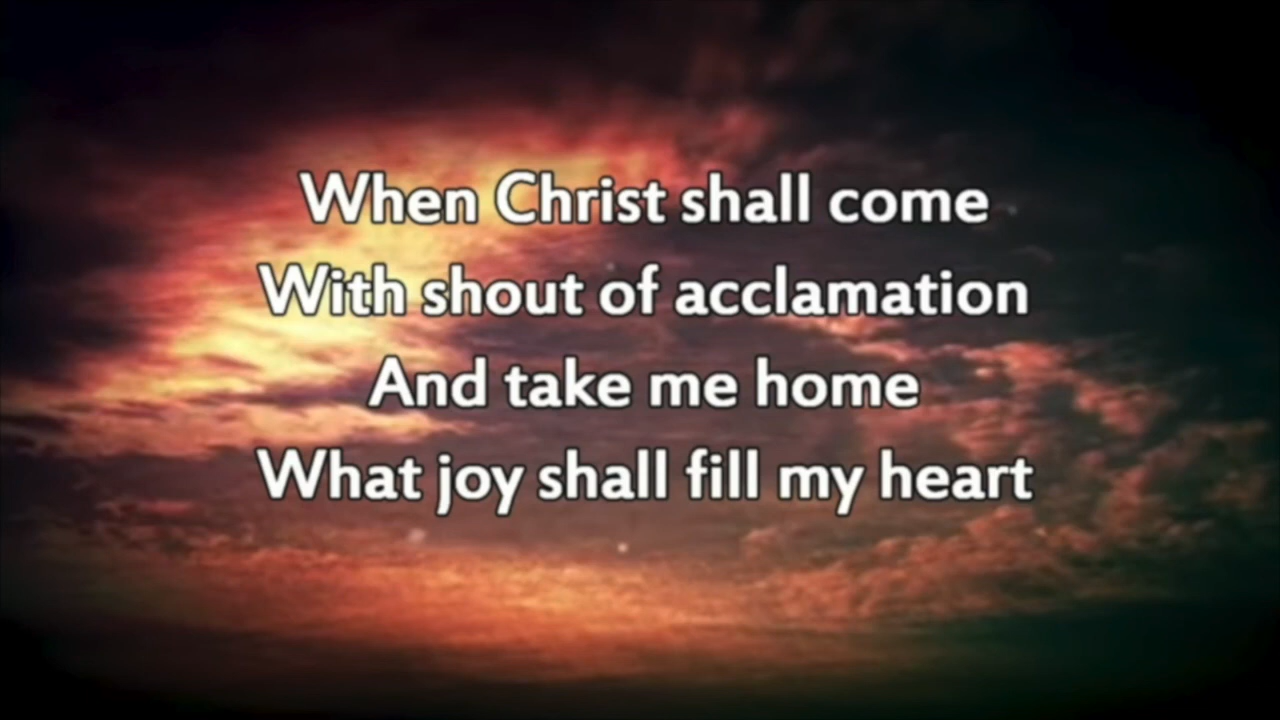 When Christ shall come
With shout of acclamation
And take me home
What joy shall fill my heart